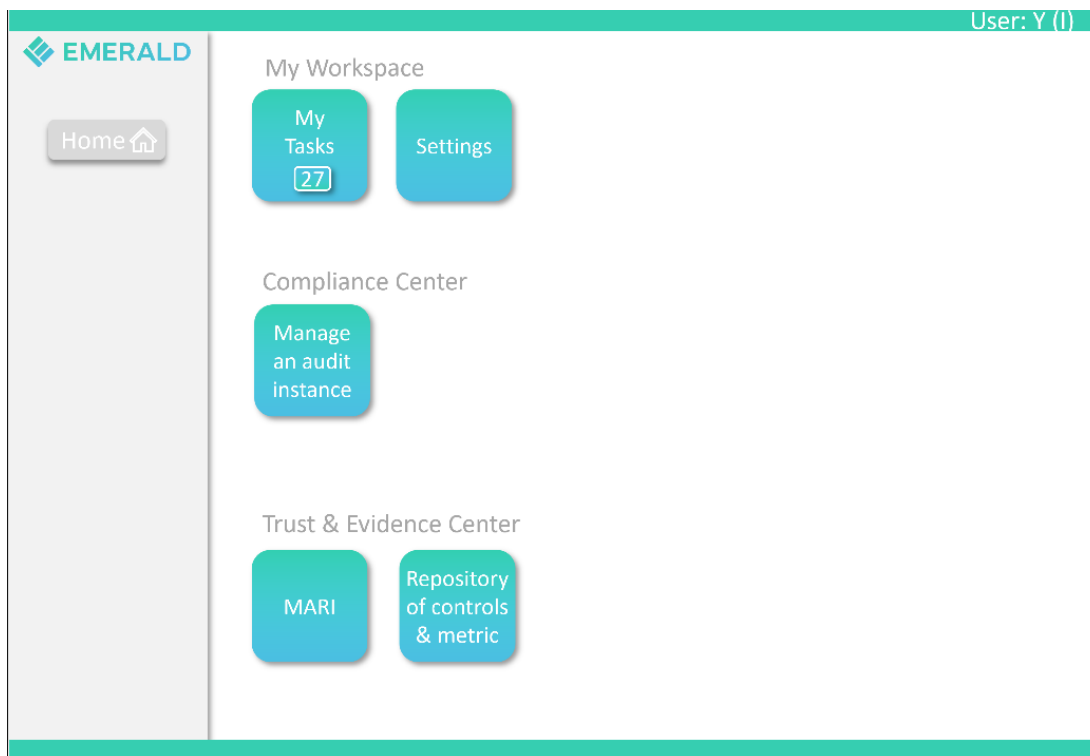 User: Y (I)
EMERALD
Home
My Workspace
My
Tasks
27
Settings
Compliance Center
Manage
an audit
instance
Trust & Evidence Center
MARI
Repository
of controls
& metric